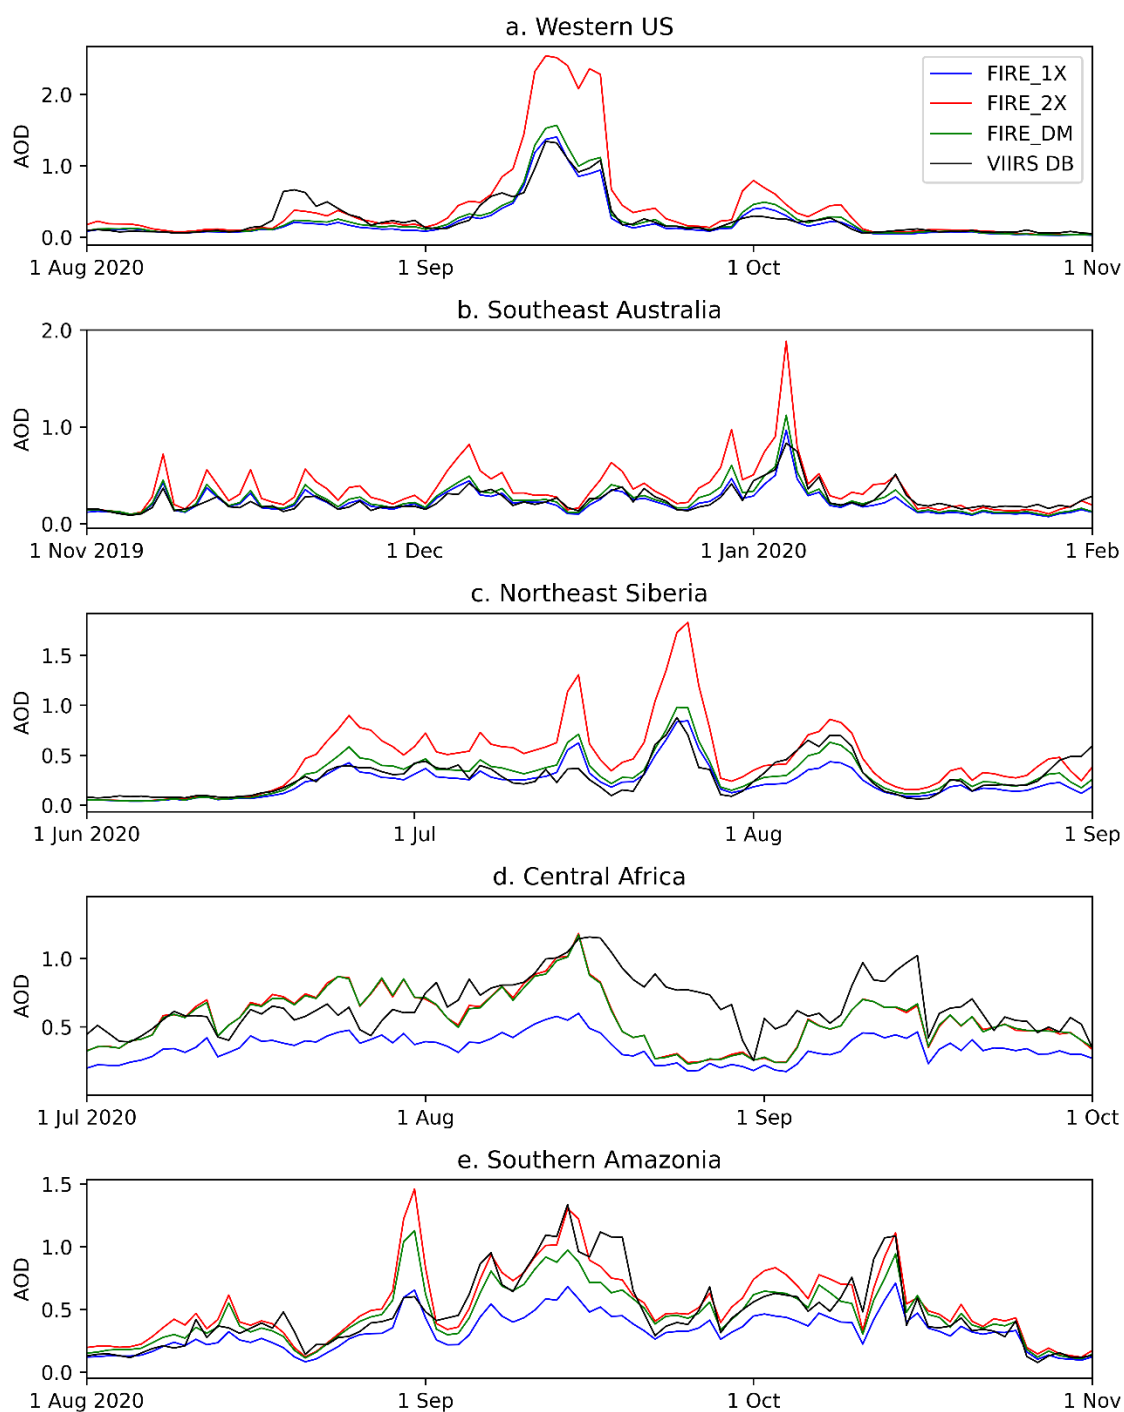 a. Western US
AOD
2.0
1.0
0.0
FIRE_1X
FIRE_2X
FIRE_DM
VIIRS DB
1 Aug 2020 1 Sep 1 Oct 1 Nov
b. Southeast Australia
AOD
2.0
1.0
0.0
1 Nov 2019 1 Dec 1 Jan 2020 1 Feb
c. Northeast Siberia
AOD
1.5
1.0
0.5
0.0
1 Jun 2020 1 Jul 1 Aug 1 Sep
d. Central Africa
AOD
1.0
0.5
1 Jul 2020 1 Aug 1 Sep 1 Oct
e. Southern Amazonia
AOD
1.5
1.0
0.5
0.0
1 Aug 2020 1 Sep 1 Oct 1 Nov